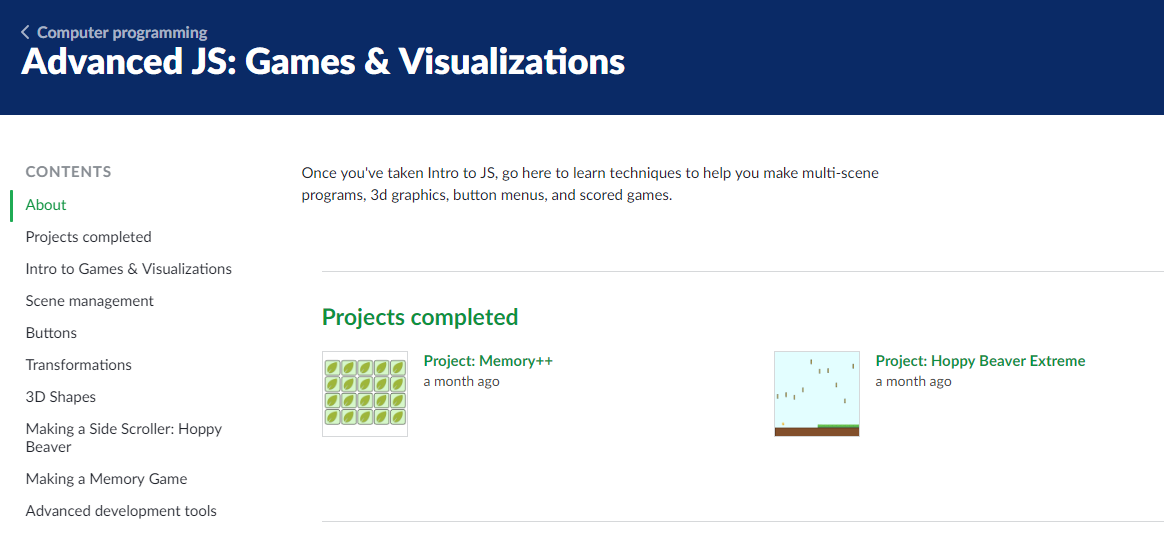 Computer programming
Advanced JS: Games & Visualizations
CONTENTS
About
Projects completed
Intro to Games & Visualizations
Scene management
Buttons
Transformations
3D Shapes
Making a Side Scroller: Hoppy
Beaver
Making a Memory Game
Advanced development tools
Once you've taken Intro to JS, go here to learn techniques to help you make multi-scene
programs, 3d graphics, button menus, and scored games.
Projects completed
Project: Memory++
a month ago
Project: Hoppy Beaver Extreme
a month ago